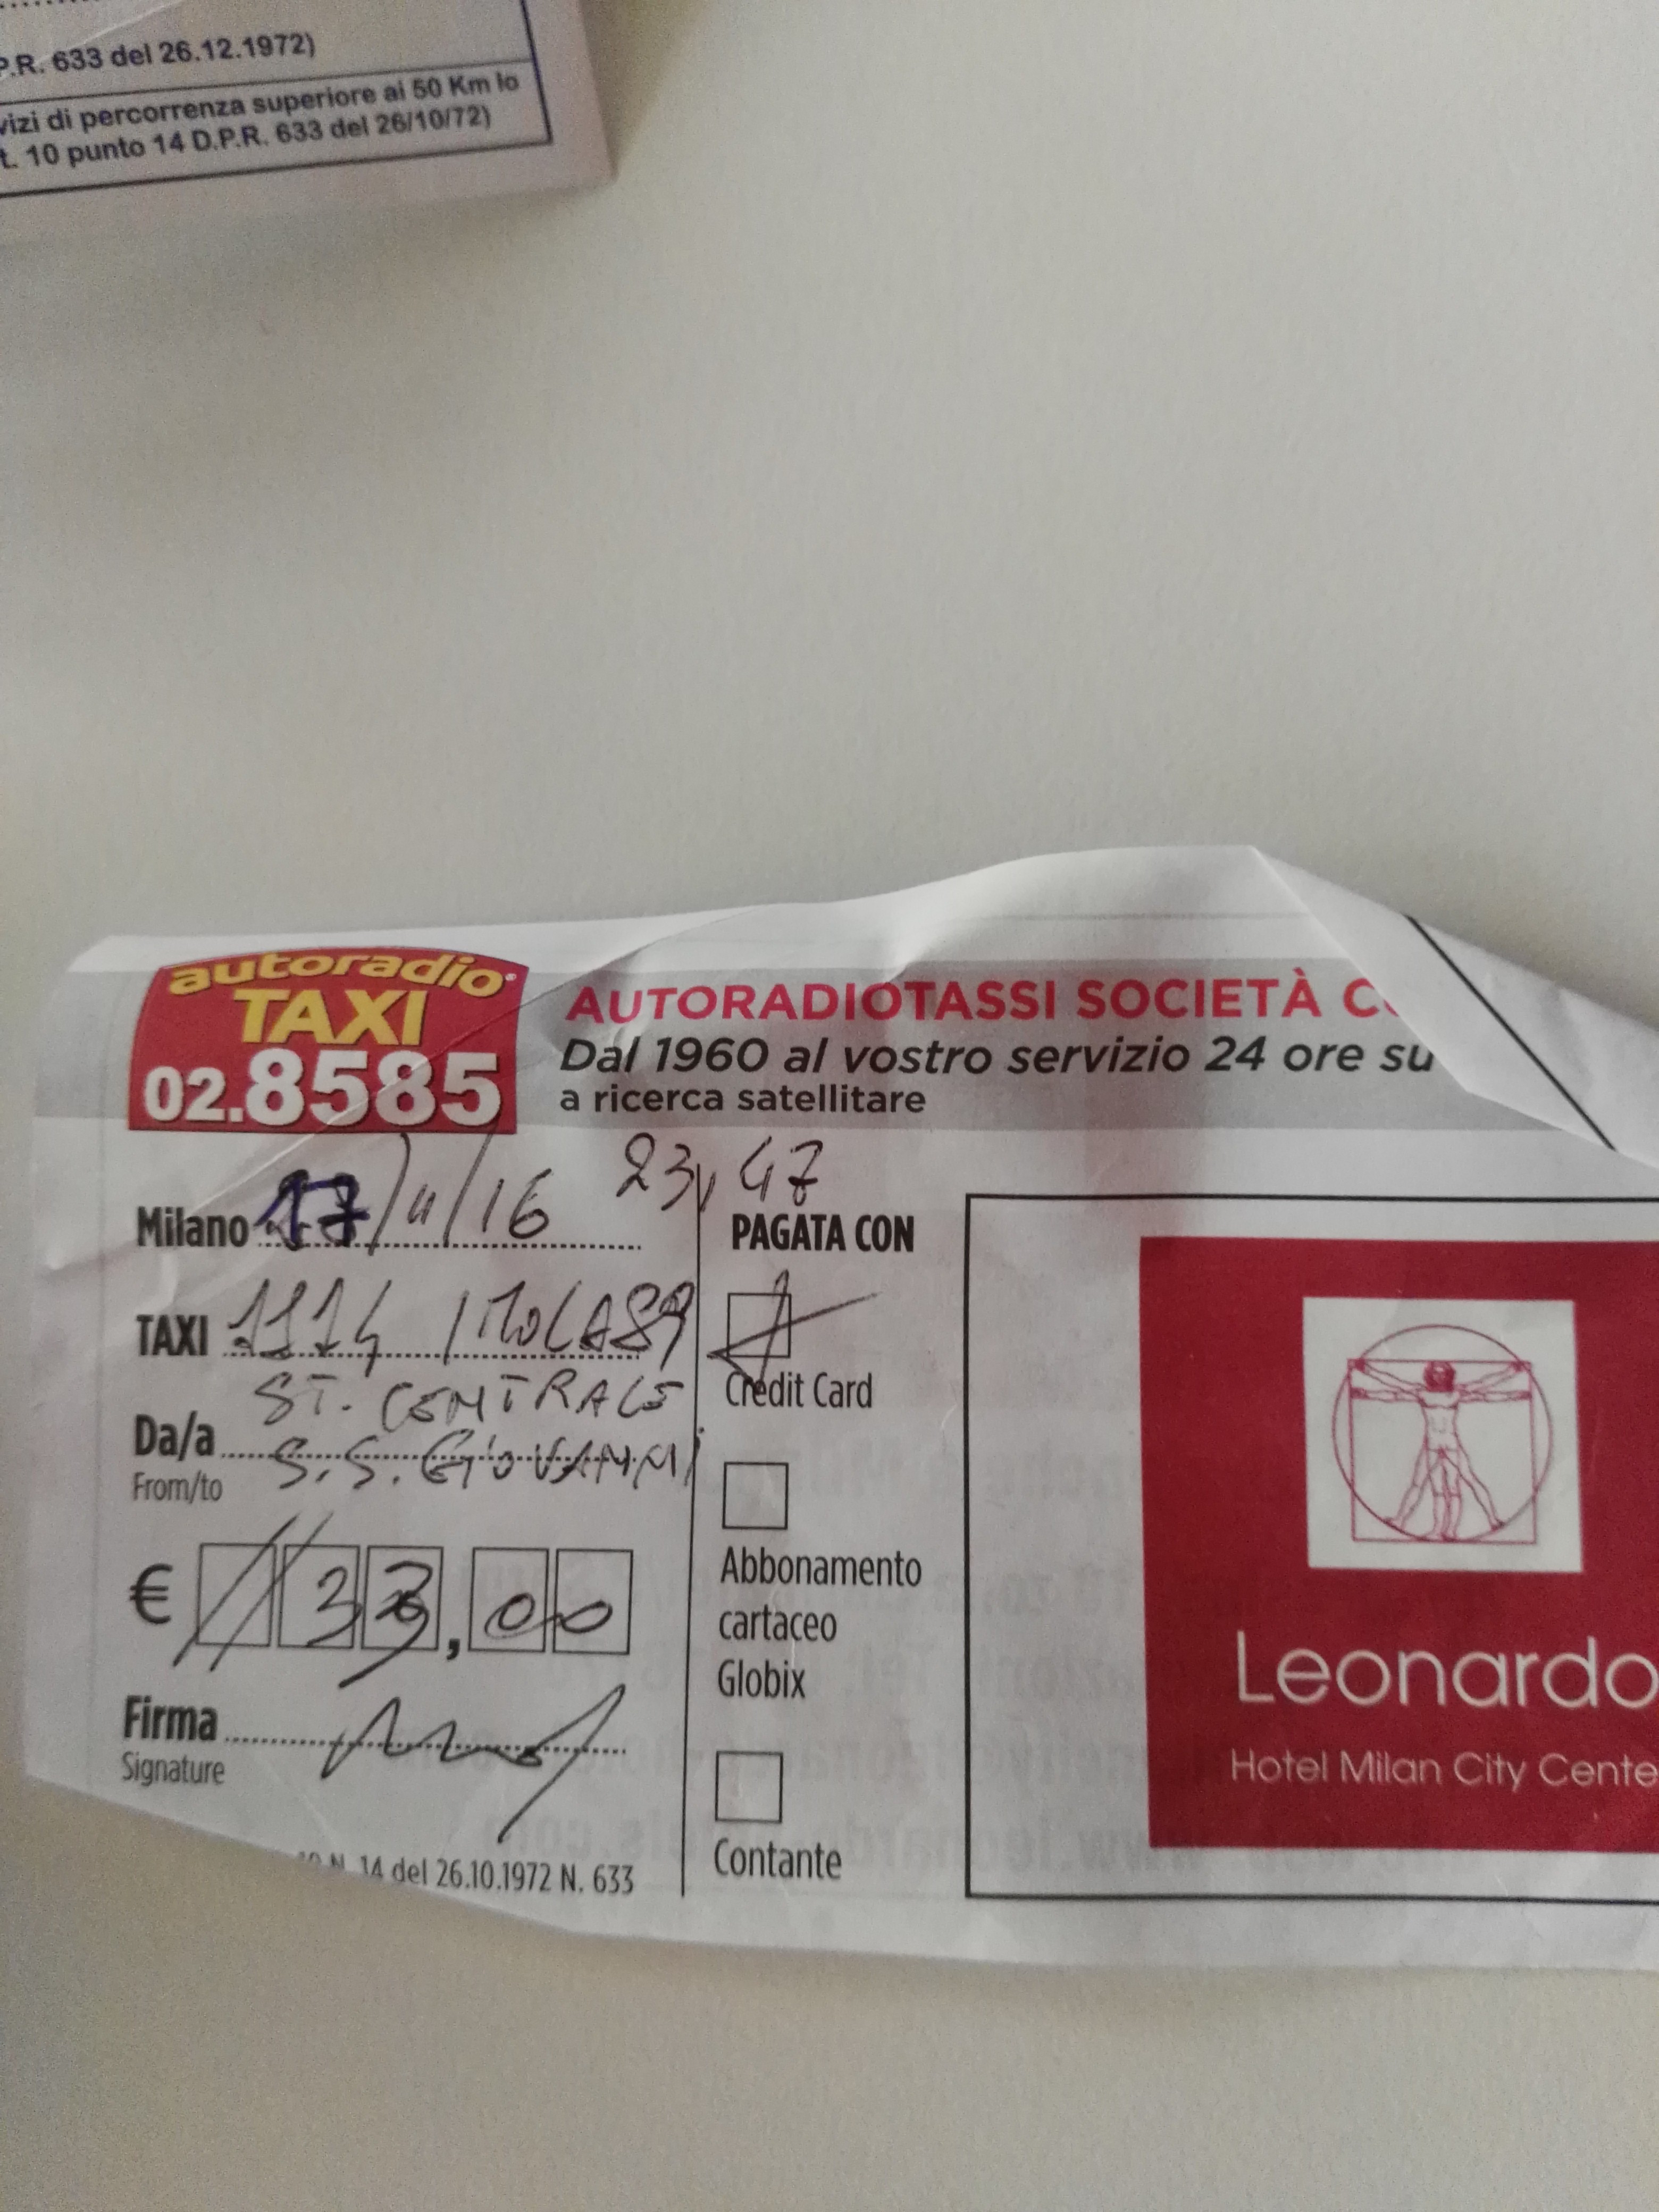 P.R. 633 del 26.12.1972)
vizi di percorrenza superiore ai 50 Km lo
t. 10 punto 14 D.P.R. 633 del 26/10/72)
autoradio
TAXI
02.8585
AUTORADIOTASSI SOCIETÀ C
Dal 1960 al vostro servizio 24 ore su
a ricerca satellitare
23,47
Milano 17/11/16
TAXI 1114 /
ST. CENTRALE
Da/a S.S. GIOVANNI
From/to
€ 33,00
Firma
Signature
N. 14 del 26.10.1972 N. 633
PAGATA CON
Credit Card
Abbonamento
cartaceo
Globix
Contante
Leonardo
Hotel Milan City Cente